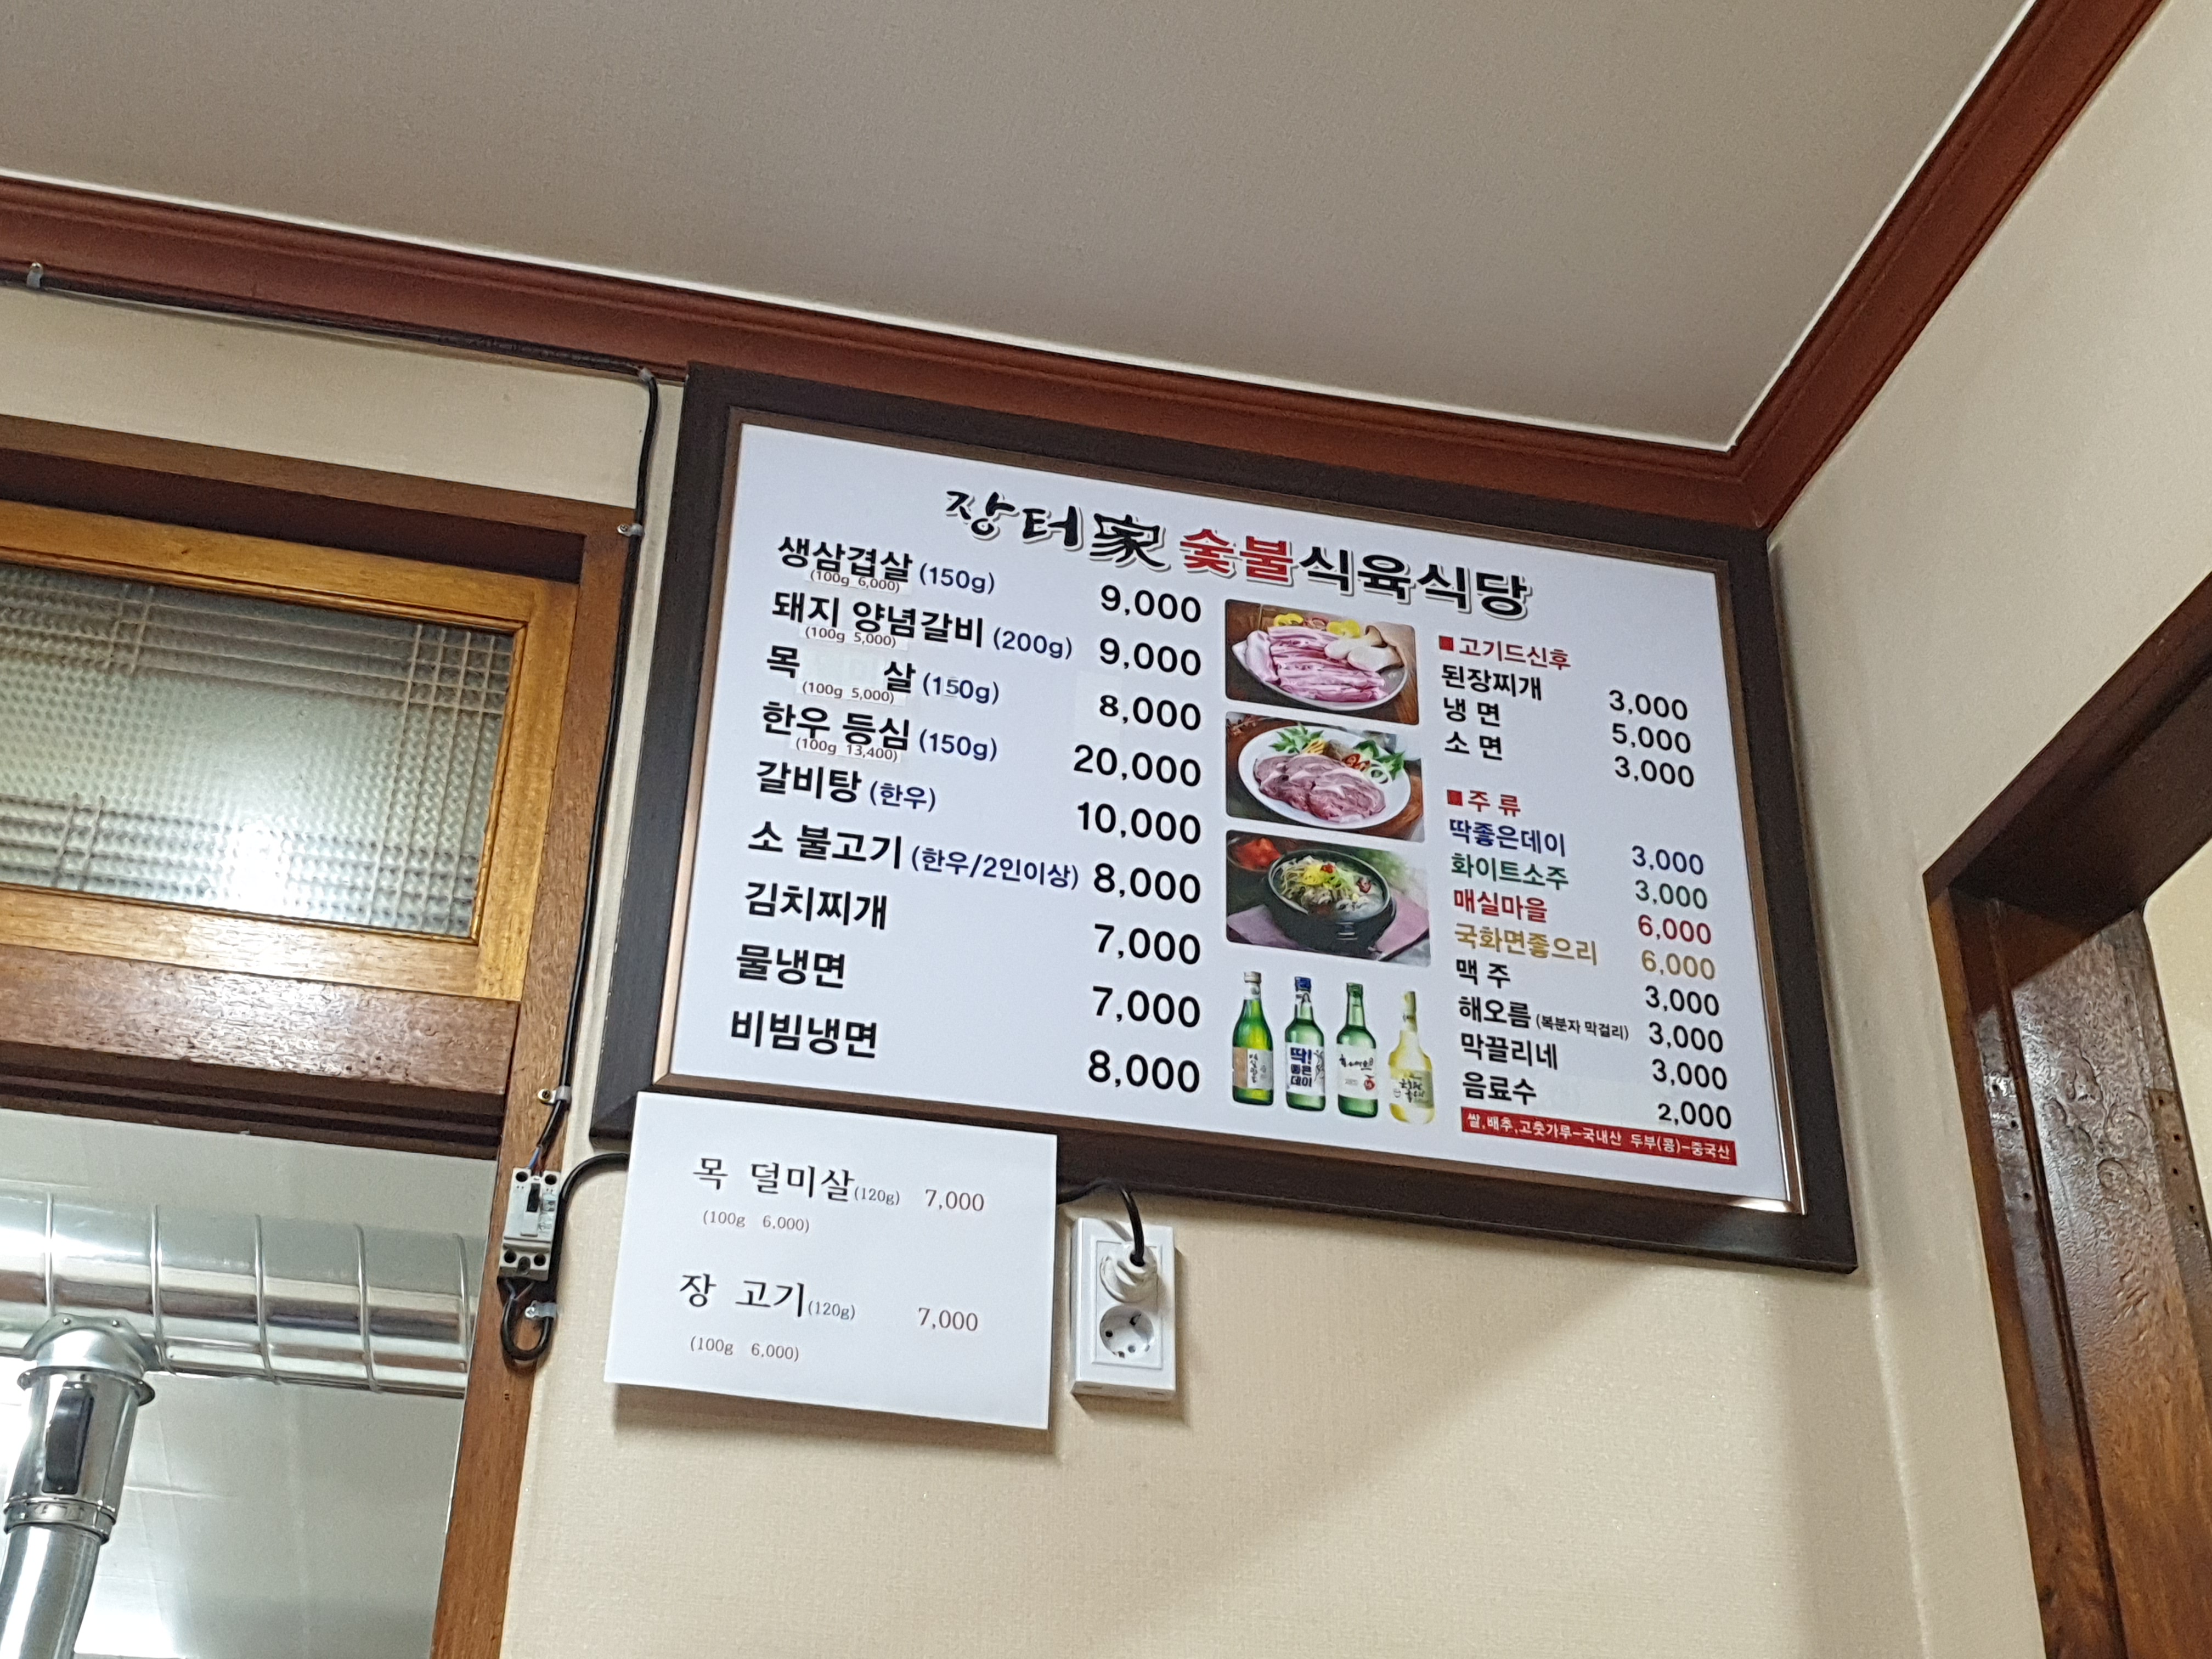 장터家 숯불식육식당
생삼겹살 (150g) 9,000
(100g 6,000)
돼지 양념갈비 (200g) 9,000
(100g 5,000)
목 살 (150g) 8,000
(100g 5,000)
한우 등심 (150g) 20,000
(100g 13,400)
갈비탕 (한우) 10,000
소 불고기 (한우/2인이상) 8,000
김치찌개 7,000
물냉면 7,000
비빔냉면 8,000
■고기드신후
된장찌개 3,000
냉 면 5,000
소 면 3,000
■주 류
딱좋은데이 3,000
화이트소주 3,000
매실마을 6,000
국화면좋으리 6,000
맥 주 3,000
해오름 (복분자 막걸리) 3,000
막끌리네 3,000
음료수 2,000
쌀,배추,고춧가루-국내산 두부(콩)-중국산
딱!
좋은
데이
목 덜미살(120g) 7,000
(100g 6,000)
장 고기(120g) 7,000
(100g 6,000)